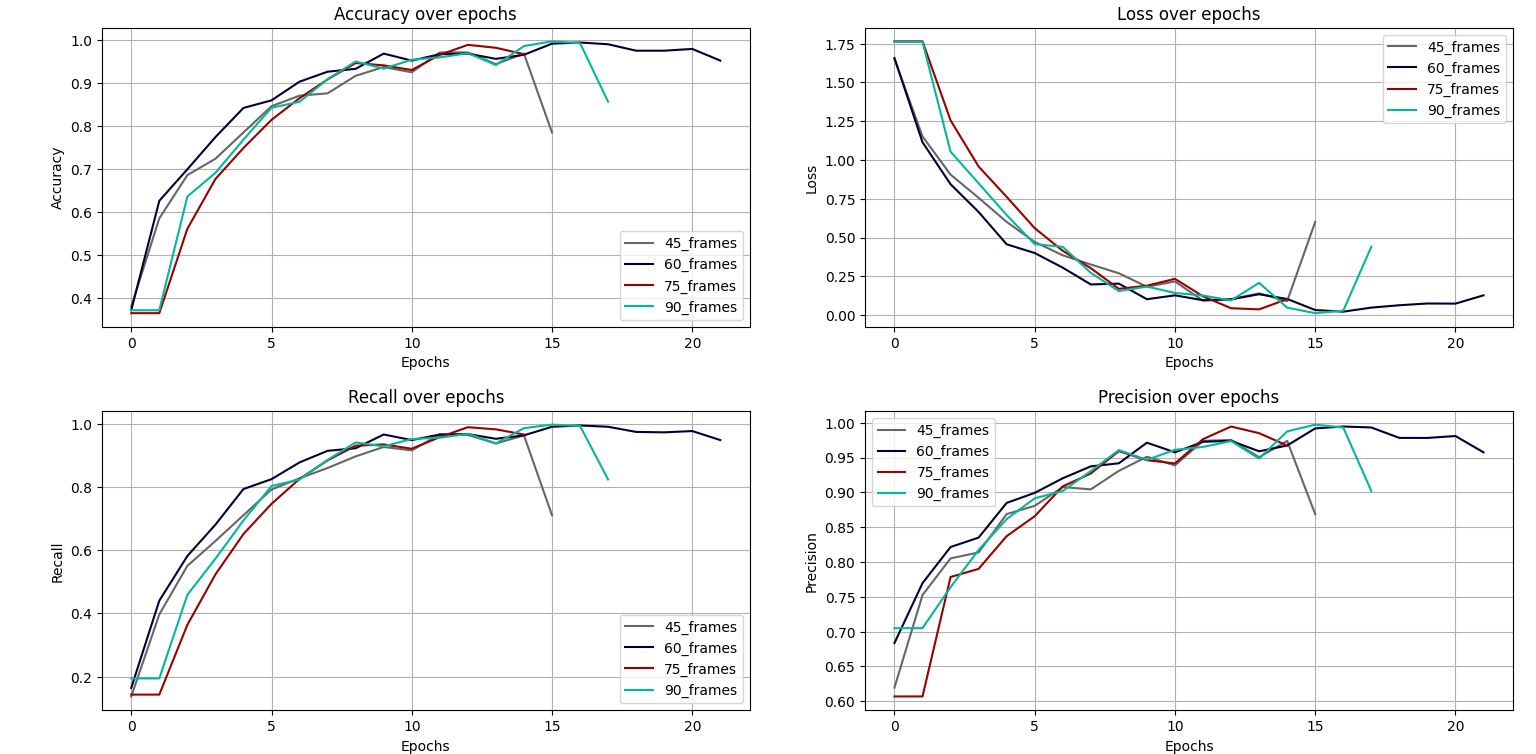 Accuracy over epochs
1.0
0.9
0.8
0.7
0.6
0.5
0.4
Accuracy
45_frames
60_frames
75_frames
90_frames
0 5 10 15 20
Epochs
Loss over epochs
1.75
1.50
1.25
1.00
0.75
0.50
0.25
0.00
Loss
45_frames
60_frames
75_frames
90_frames
0 5 10 15 20
Epochs
Recall over epochs
1.0
0.8
0.6
0.4
0.2
Recall
45_frames
60_frames
75_frames
90_frames
0 5 10 15 20
Epochs
Precision over epochs
1.00
0.95
0.90
0.85
0.80
0.75
0.70
0.65
0.60
Precision
45_frames
60_frames
75_frames
90_frames
0 5 10 15 20
Epochs